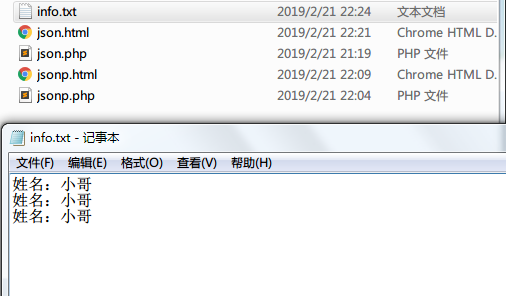 info.txt 2019/2/21 22:24 文本文档
json.html 2019/2/21 22:21 Chrome HTML D...
json.php 2019/2/21 21:19 PHP 文件
jsonp.html 2019/2/21 22:09 Chrome HTML D...
jsonp.php 2019/2/21 22:04 PHP 文件
info.txt - 记事本
文件(F) 编辑(E) 格式(O) 查看(V) 帮助(H)
姓名：小哥
姓名：小哥
姓名：小哥